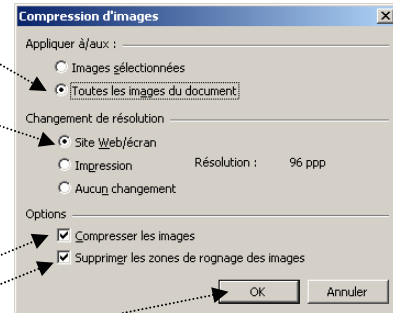 Compression d'images
Appliquer à/aux :
Images sélectionnées
Toutes les images du document
Changement de résolution
Site Web/écran
Impression Résolution : 96 ppp
Aucun changement
Options
Compresser les images
Supprimer les zones de rognage des images
OK Annuler